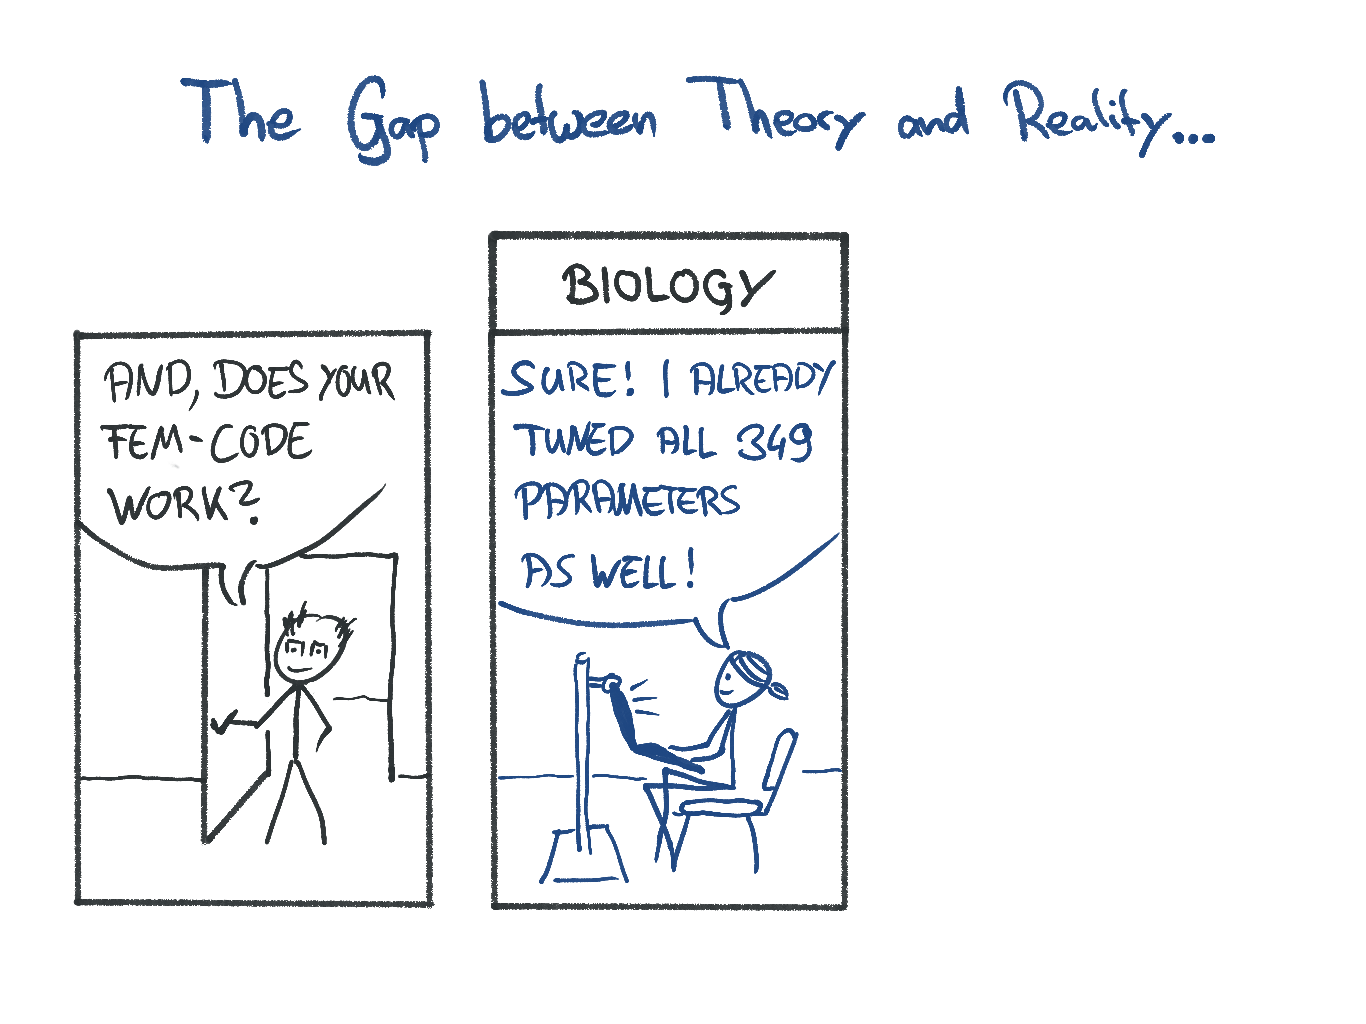 The Gap between Theory and Reality...
AND, DOES YOUR
FEM-CODE
WORK?
BIOLOGY
SURE! I ALREADY
TUNED ALL 349
PARAMETERS
AS WELL!